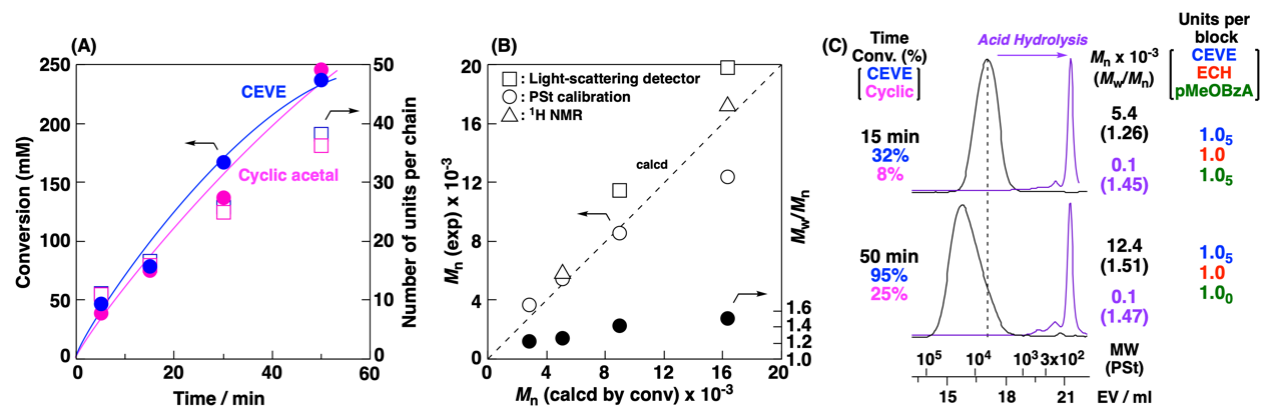 (A)
250
200
150
100
50
0
Conversion (mM)
0
20
40
60
Time / min
50
40
30
20
10
0
Number of units per chain
CEVE
Cyclic acetal
(B)
20
16
12
8
4
0
Mn (exp) x 10-3
: Light-scattering detector
: PSt calibration
: 1H NMR
calcd
0
4
8
12
16
20
Mn (calcd by conv) x 10-3
1.6
1.4
1.2
1.0
Mw/Mn
(C)
Time
Conv. (%)
CEVE
Cyclic
Acid Hydrolysis
Mn x 10-3
(Mw/Mn)
Units per
block
CEVE
ECH
pMeOBzA
15 min
32%
8%
5.4
(1.26)
0.1
(1.45)
1.05
1.0
1.05
50 min
95%
25%
12.4
(1.51)
0.1
(1.47)
1.05
1.0
1.00
105
104
103
3x102
MW
(PSt)
15
18
21
EV / ml